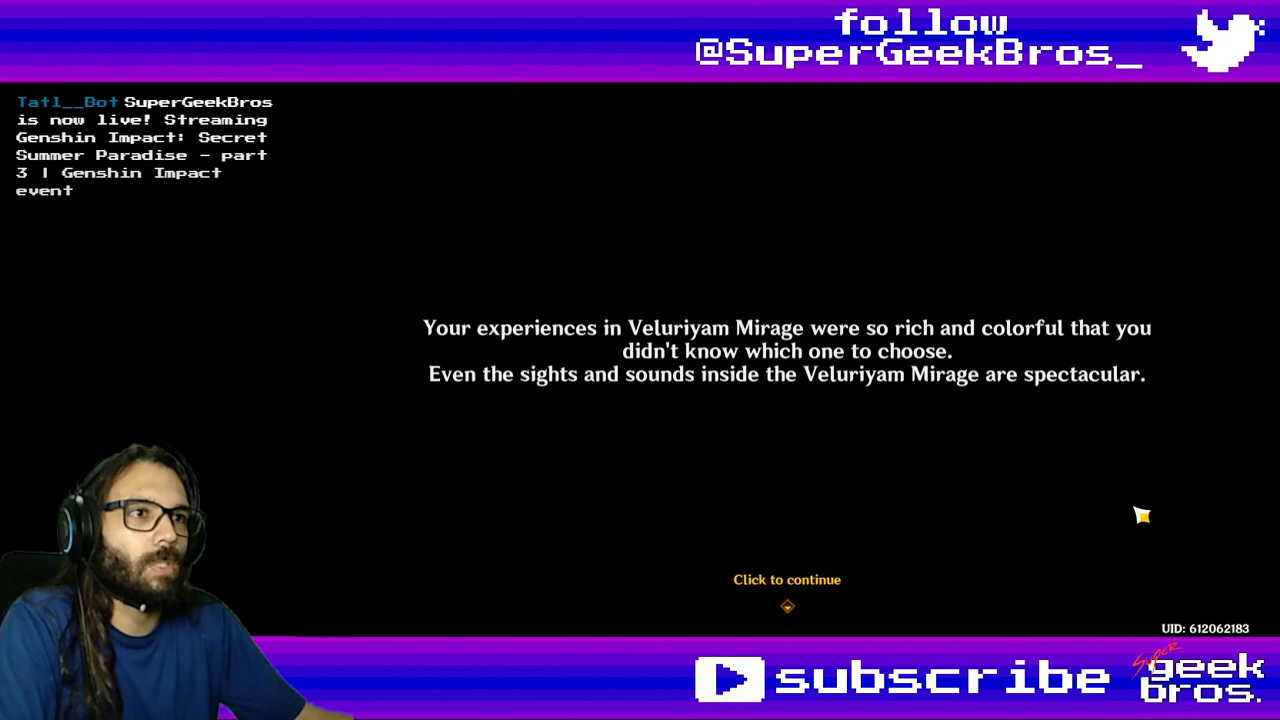 follow
@SuperGeekBros_
Tatl__Bot SuperGeekBros
is now live! Streaming
Genshin Impact: Secret
Summer Paradise - part
3 | Genshin Impact
event
Your experiences in Veluriyam Mirage were so rich and colorful that you
didn't know which one to choose.
Even the sights and sounds inside the Veluriyam Mirage are spectacular.
Click to continue
UID: 612062183
subscribe
super
geek
bros.